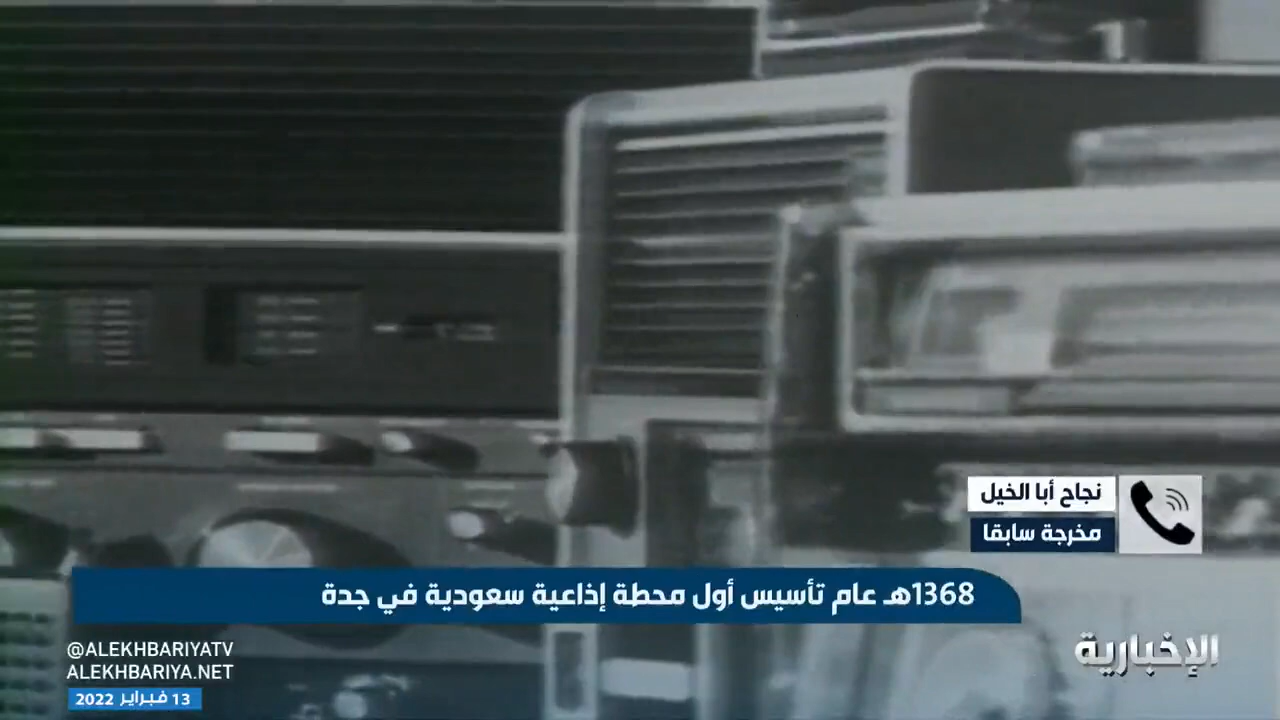 نجاح أبا الخيل
مخرجة سابقا
1368هـ عام تأسيس أول محطة إذاعية سعودية في جدة
الإخبارية
@ALEKHBARIYATV
ALEKHBARIYA.NET
13 فبراير 2022